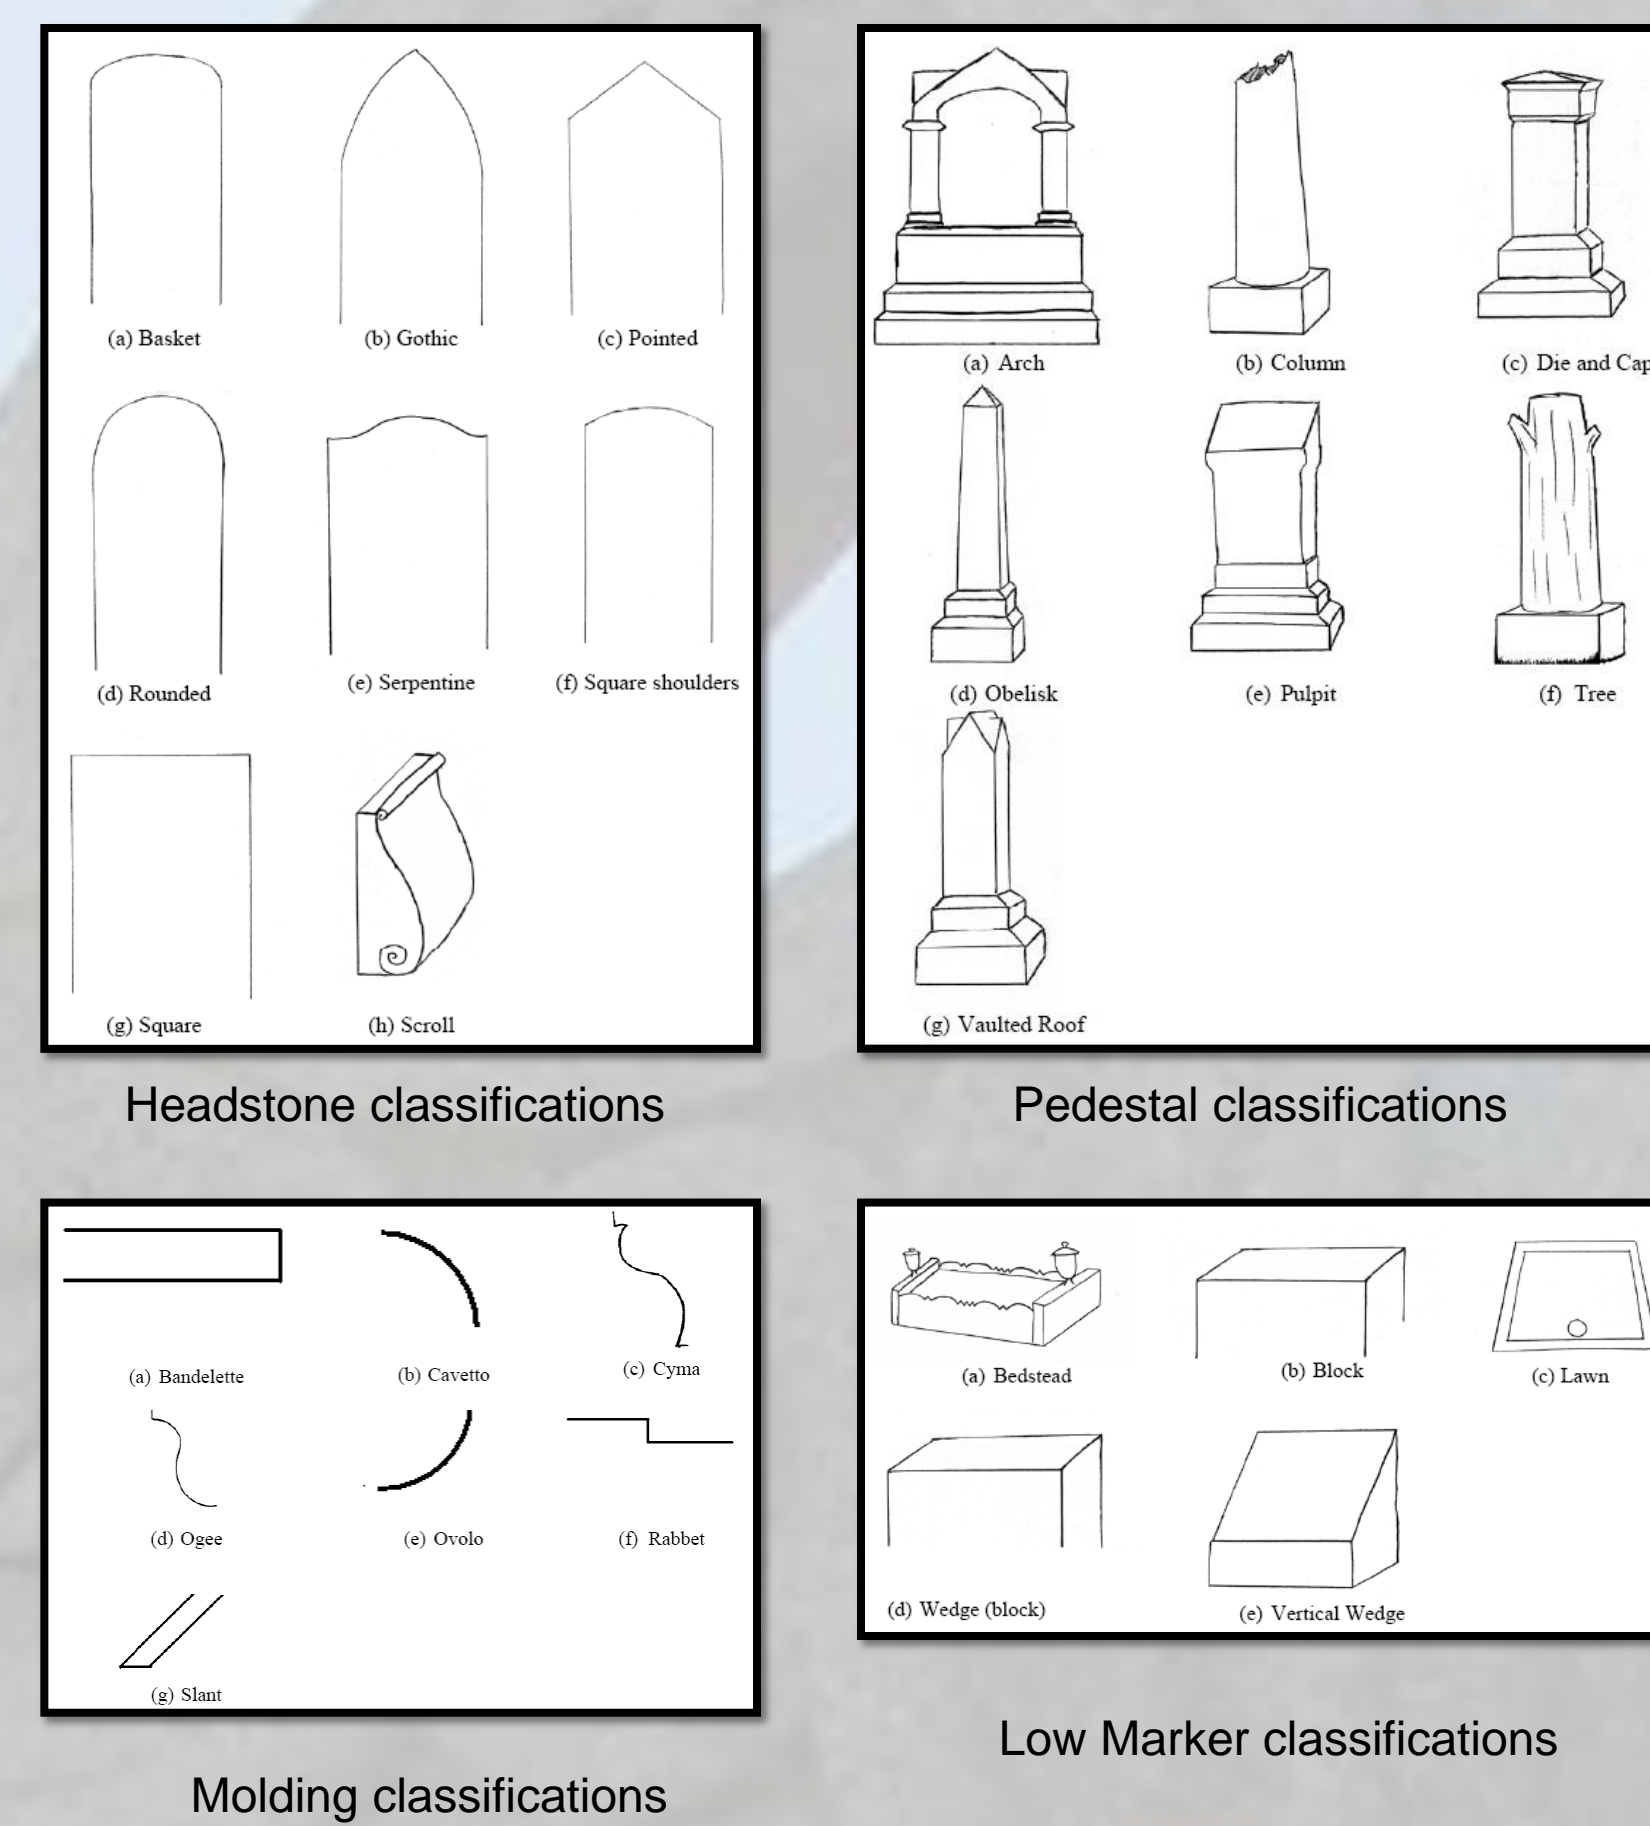 (a) Basket
(b) Gothic
(c) Pointed
(d) Rounded
(e) Serpentine
(f) Square shoulders
(g) Square
(h) Scroll
Headstone classifications
(a) Arch
(b) Column
(c) Die and Cap
(d) Obelisk
(e) Pulpit
(f) Tree
(g) Vaulted Roof
Pedestal classifications
(a) Bandelette
(b) Cavetto
(c) Cyma
(d) Ogee
(e) Ovolo
(f) Rabbet
(g) Slant
Molding classifications
(a) Bedstead
(b) Block
(c) Lawn
(d) Wedge (block)
(e) Vertical Wedge
Low Marker classifications